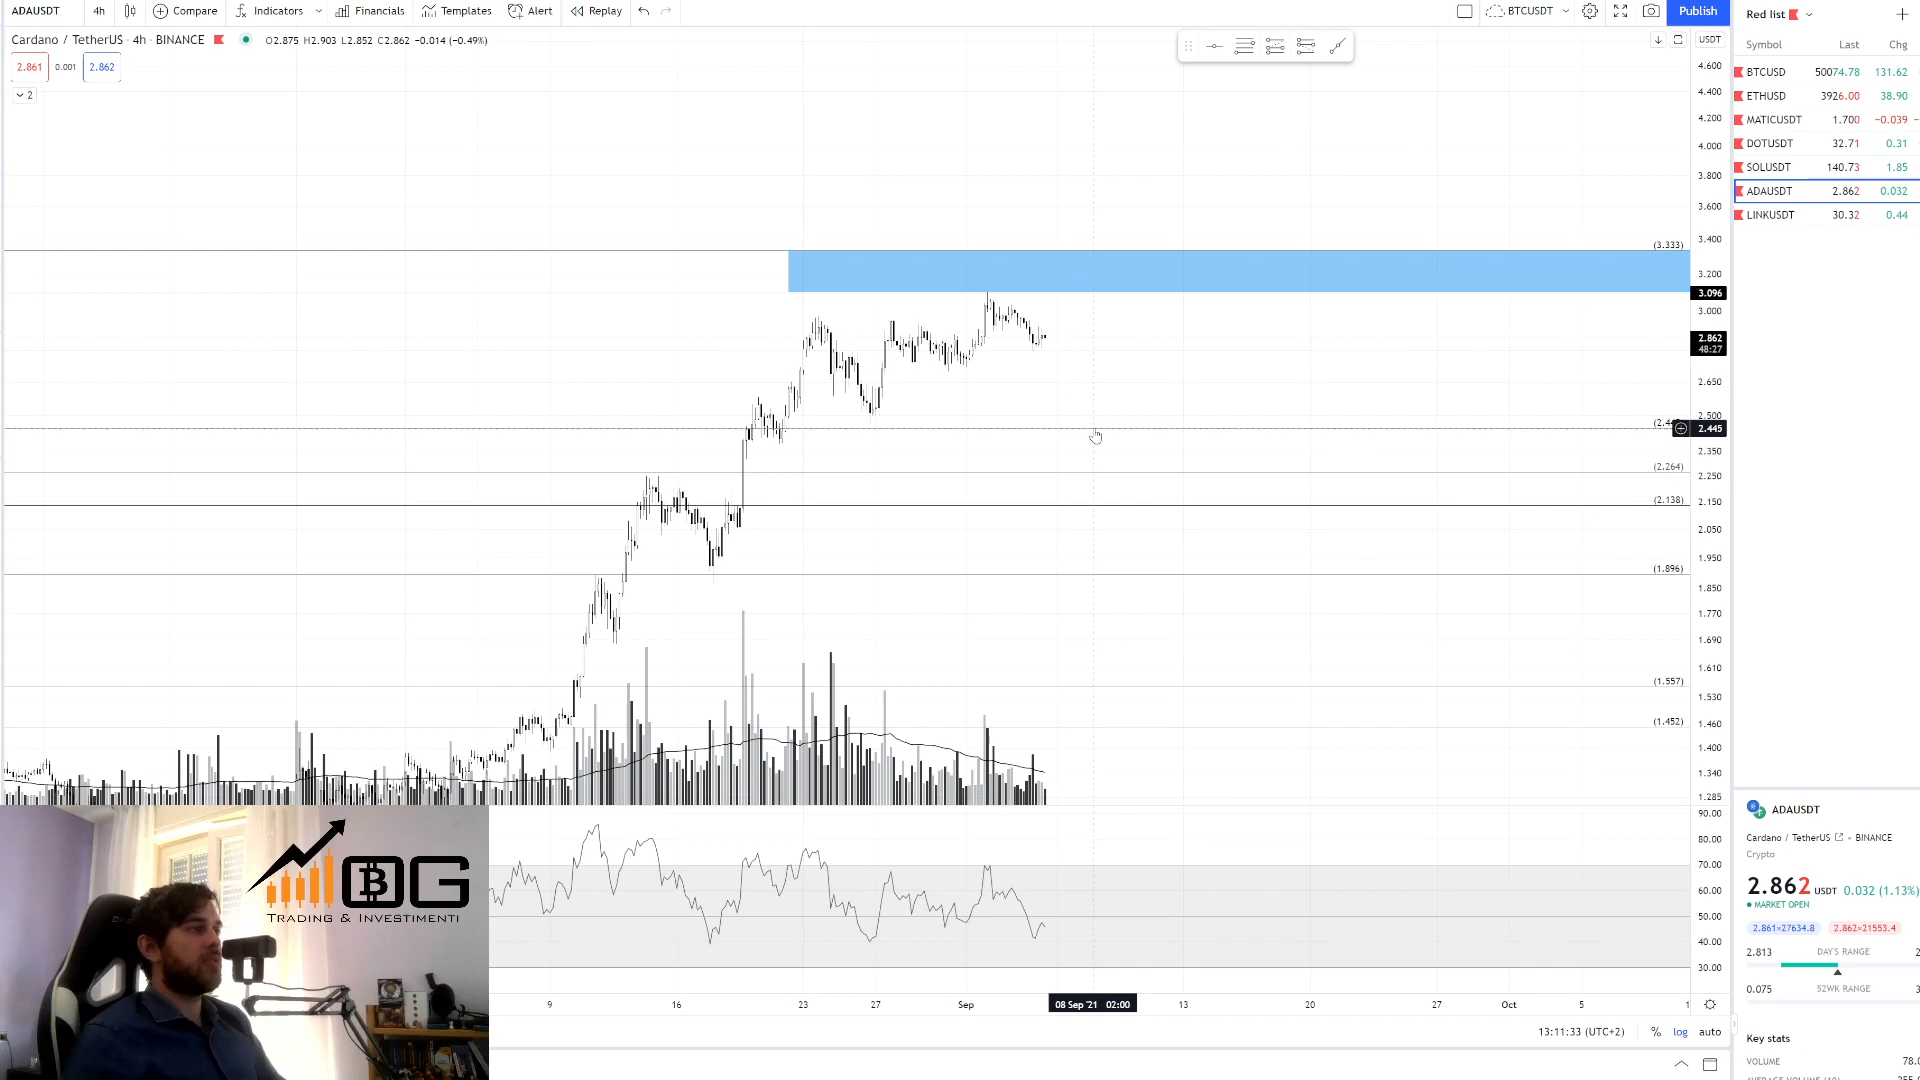 ADAUSDT 4h Compare Indicators Financials Templates Alert Replay BTCUSDT Publish
Red list
Cardano / TetherUS · 4h · BINANCE O2.875 H2.903 L2.852 C2.862 −0.014 (−0.49%)
USDT
Symbol Last Chg
2.861 0.001 2.862
2
BTCUSD 50074.78 131.62
ETHUSD 3926.00 38.90
MATICUSDT 1.700 −0.039
DOTUSDT 32.71 0.31
SOLUSDT 140.73 1.85
ADAUSDT 2.862 0.032
LINKUSDT 30.32 0.44
4.600
4.400
4.200
4.000
3.800
3.600
3.400
(3.333)
3.200
3.096
3.000
2.862
48:27
2.650
2.500
2.445
2.350
(2.264)
2.250
(2.138)
2.150
2.050
1.950
(1.896)
1.850
1.770
1.690
1.610
(1.557)
1.530
(1.452)
1.460
1.400
1.340
1.285
90.00
80.00
70.00
60.00
50.00
40.00
30.00
OG
TRADING & INVESTIMENTI
9 16 23 27 Sep 08 Sep '21 02:00 13 20 27 Oct 5
13:11:33 (UTC+2) % log auto
ADAUSDT
Cardano / TetherUS · BINANCE
Crypto
2.862 USDT 0.032 (1.13%)
MARKET OPEN
2.861×27634.8 2.862×21553.4
2.813 DAY'S RANGE
0.075 52WK RANGE
Key stats
VOLUME